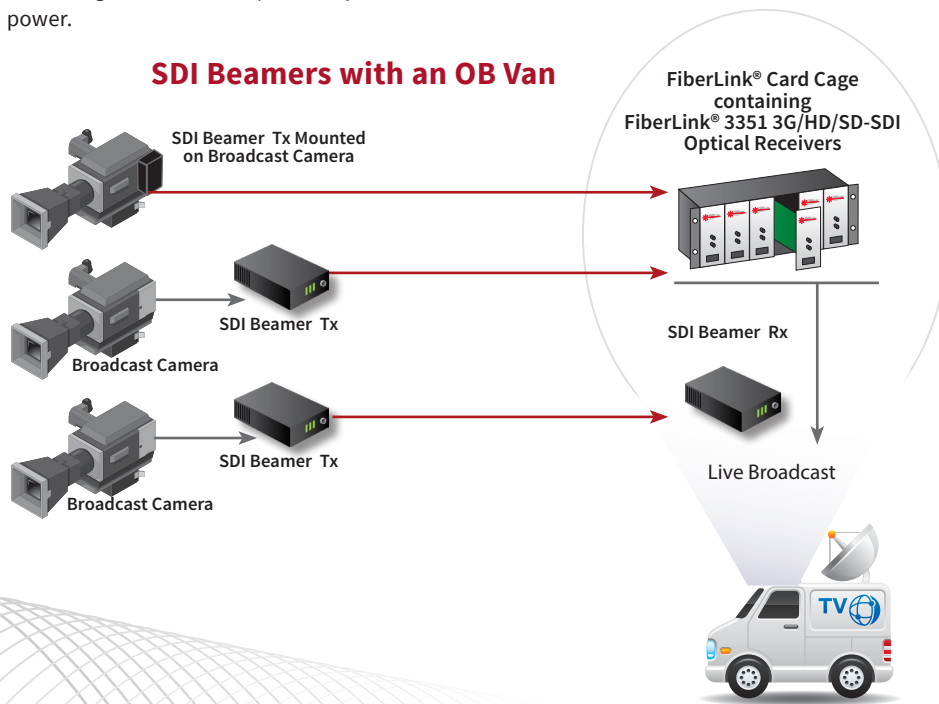 power.
SDI Beamers with an OB Van
FiberLink® Card Cage
containing
FiberLink® 3351 3G/HD/SD-SDI
Optical Receivers
SDI Beamer Tx Mounted
on Broadcast Camera
SDI Beamer Tx
Broadcast Camera
SDI Beamer Rx
SDI Beamer Tx
Broadcast Camera
Live Broadcast
TV